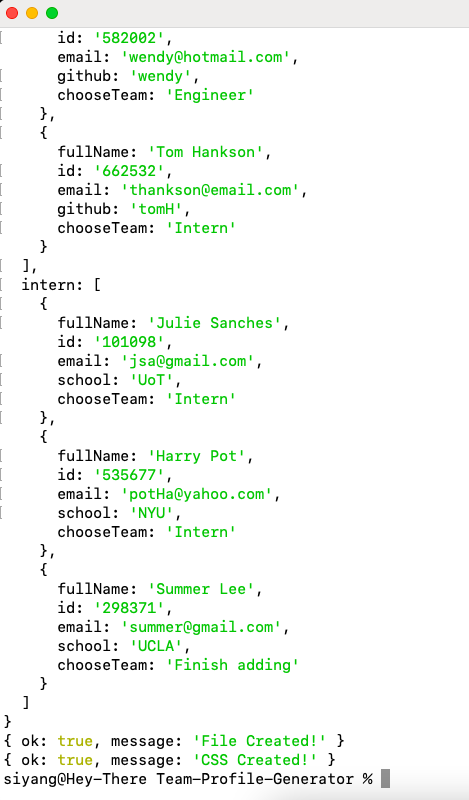 id: '582002',
email: 'wendy@hotmail.com',
github: 'wendy',
chooseTeam: 'Engineer'
},
{
fullName: 'Tom Hankson',
id: '662532',
email: 'thankson@email.com',
github: 'tomH',
chooseTeam: 'Intern'
}
],
intern: [
{
fullName: 'Julie Sanches',
id: '101098',
email: 'jsa@gmail.com',
school: 'UoT',
chooseTeam: 'Intern'
},
{
fullName: 'Harry Pot',
id: '535677',
email: 'potHa@yahoo.com',
school: 'NYU',
chooseTeam: 'Intern'
},
{
fullName: 'Summer Lee',
id: '298371',
email: 'summer@gmail.com',
school: 'UCLA',
chooseTeam: 'Finish adding'
}
]
}
{ ok: true, message: 'File Created!' }
{ ok: true, message: 'CSS Created!' }
siyang@Hey-There Team-Profile-Generator %